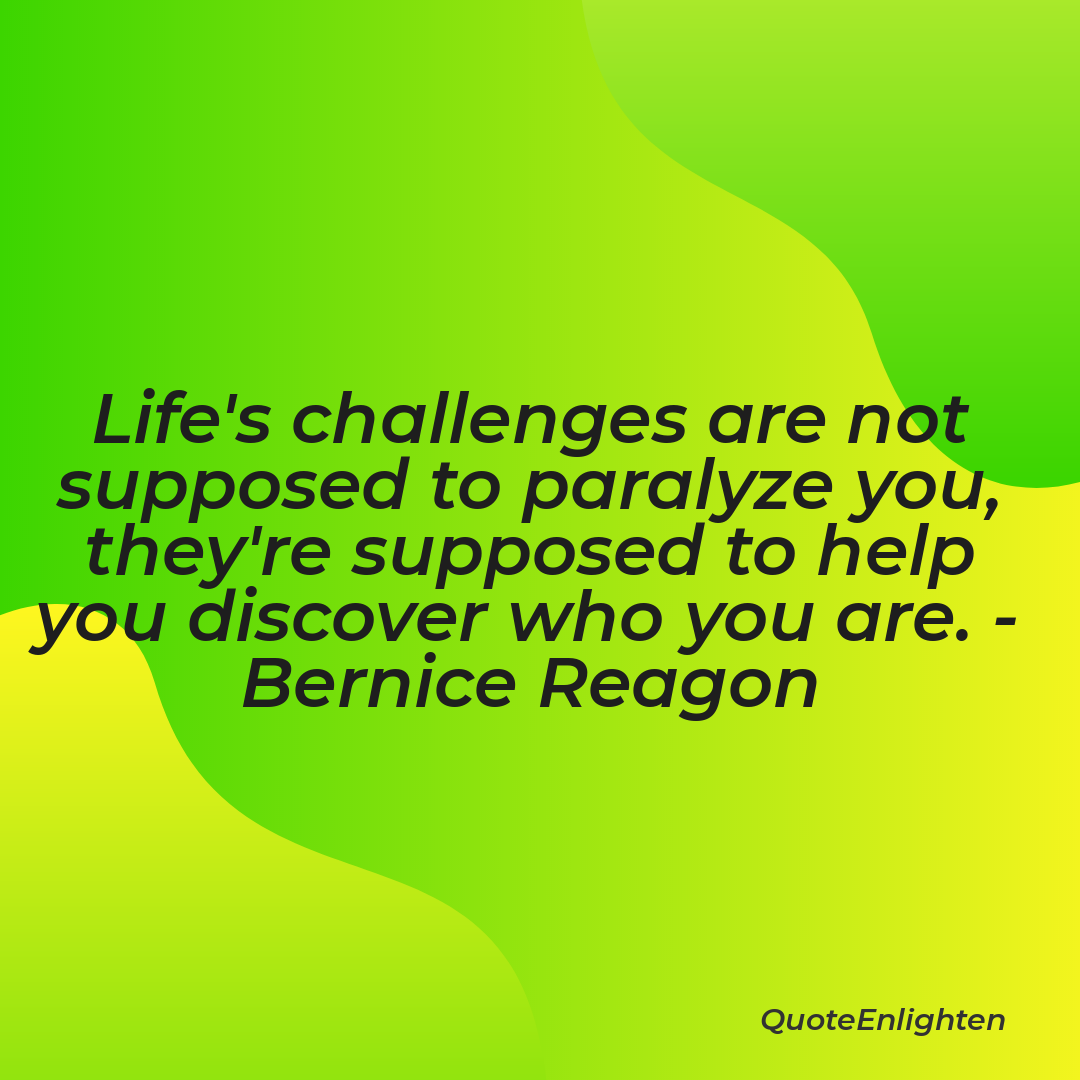 Life's challenges are not
supposed to paralyze you,
they're supposed to help
you discover who you are. -
Bernice Reagon
QuoteEnlighten